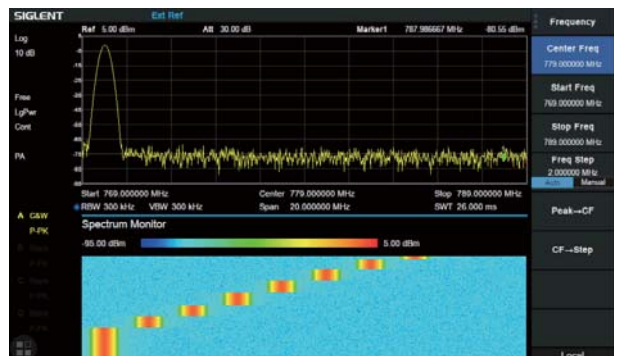 SIGLENT Ext Ref
Ref 5.00 dBm Att 30.00 dB Marker1 787.986667 MHz -80.55 dBm
Log
10 dB
Free
LgPwr
Cont
PA
Start 769.000000 MHz Center 779.000000 MHz Stop 789.000000 MHz
RBW 300 kHz VBW 300 kHz Span 20.000000 MHz SWT 26.000 ms
A C&W
P-PK
Spectrum Monitor
-95.00 dBm 5.00 dBm
Frequency
Center Freq
779.000000 MHz
Start Freq
769.000000 MHz
Stop Freq
789.000000 MHz
Freq Step
2.000000 MHz
Auto Manual
Peak→CF
CF→Step
Local